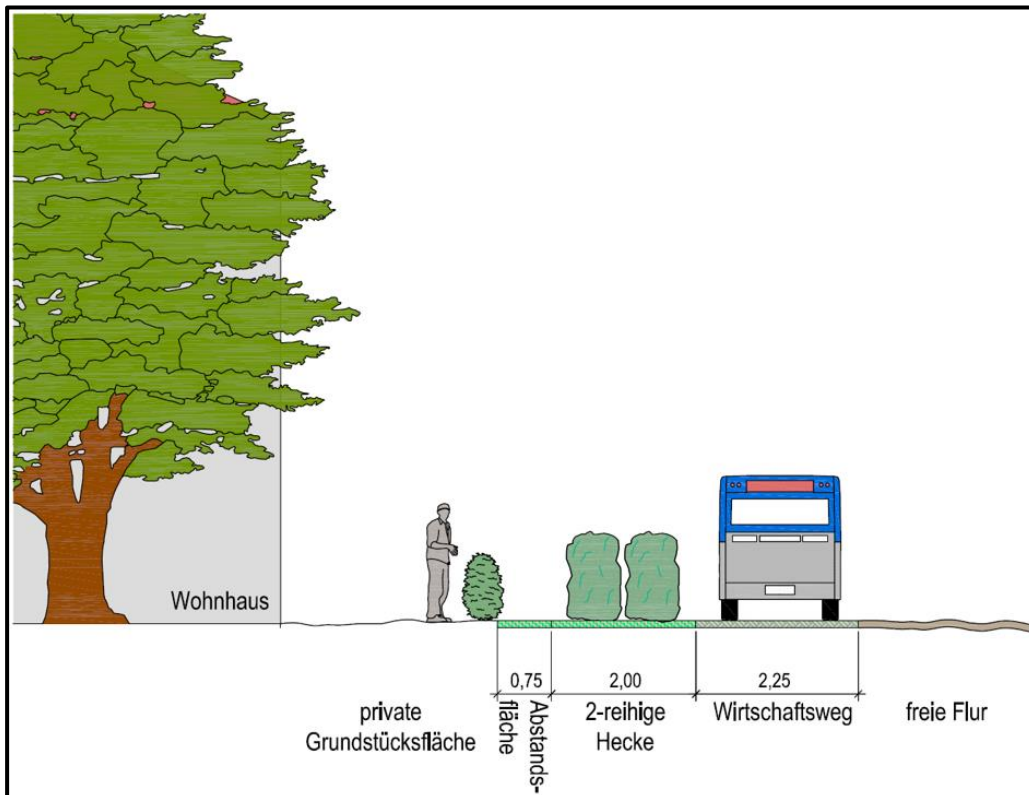 Wohnhaus
0,75
2,00
2,25
private
Grundstücksfläche
Abstands-
fläche
2-reihige
Hecke
Wirtschaftsweg
freie Flur